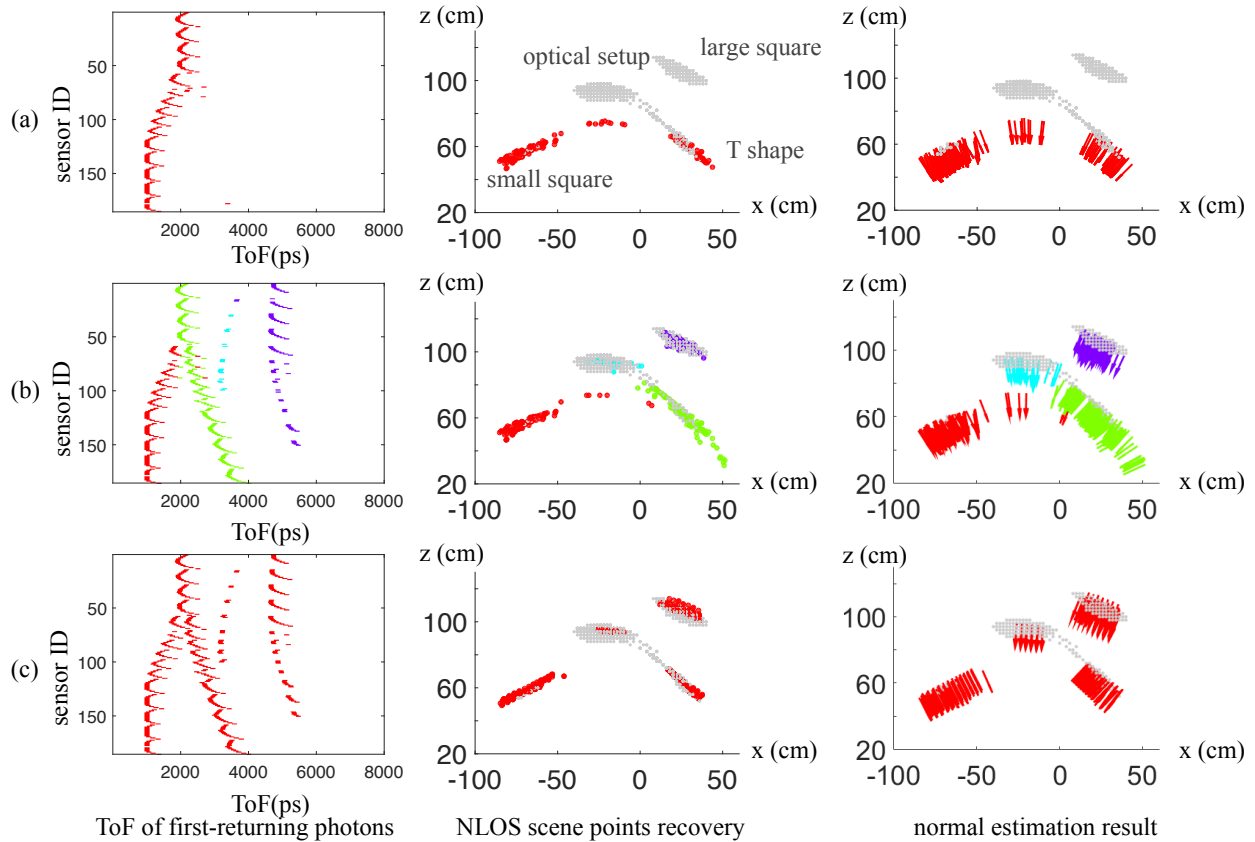 (a)
sensor ID
50
100
150
2000 4000 6000 8000
ToF(ps)
z (cm)
100
60
20
-100 -50 0 50
x (cm)
optical setup
large square
T shape
small square
z (cm)
100
60
20
-100 -50 0 50
x (cm)
(b)
sensor ID
50
100
150
2000 4000 6000 8000
ToF(ps)
z (cm)
100
60
20
-100 -50 0 50
x (cm)
z (cm)
100
60
20
-100 -50 0 50
x (cm)
(c)
sensor ID
50
100
150
2000 4000 6000 8000
ToF(ps)
z (cm)
100
60
20
-100 -50 0 50
x (cm)
z (cm)
100
60
20
-100 -50 0 50
x (cm)
ToF of first-returning photons
NLOS scene points recovery
normal estimation result